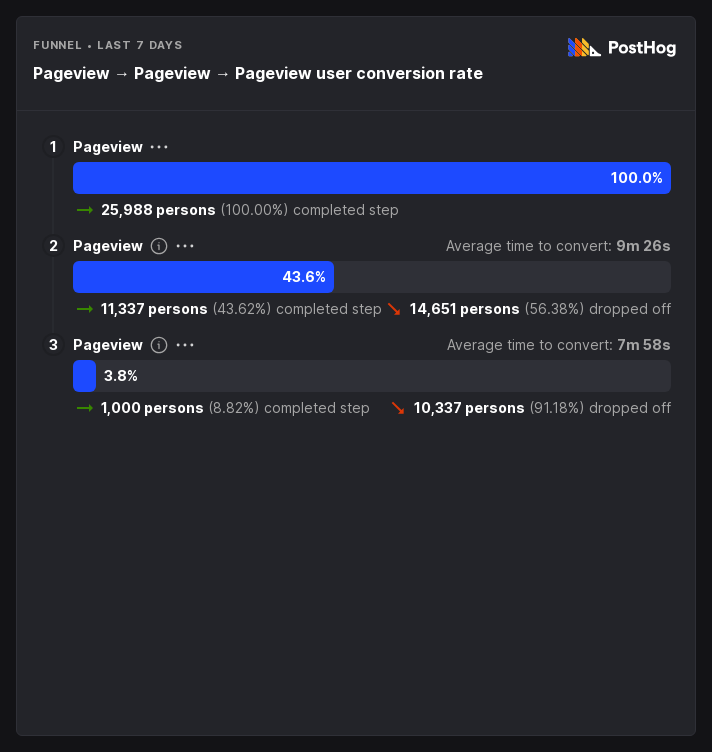 FUNNEL • LAST 7 DAYS
PostHog
Pageview → Pageview → Pageview user conversion rate
1 Pageview •••
100.0%
→ 25,988 persons (100.00%) completed step
2 Pageview ⓘ ••• Average time to convert: 9m 26s
43.6%
→ 11,337 persons (43.62%) completed step ↘ 14,651 persons (56.38%) dropped off
3 Pageview ⓘ ••• Average time to convert: 7m 58s
3.8%
→ 1,000 persons (8.82%) completed step ↘ 10,337 persons (91.18%) dropped off